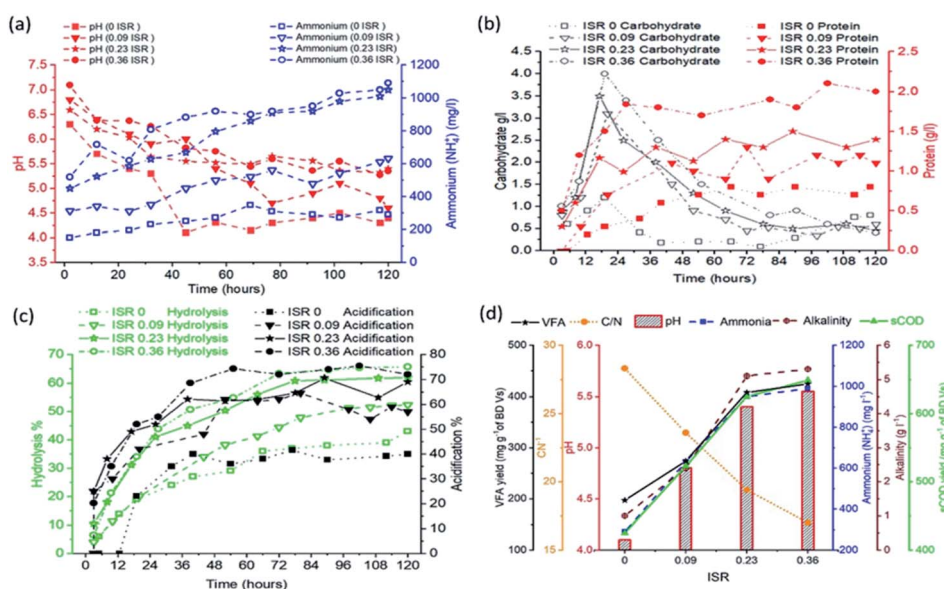 (a)
pH (0 ISR )
pH (0.09 ISR )
pH (0.23 ISR )
pH (0.36 ISR )
Ammonium (0 ISR )
Ammonium (0.09 ISR )
Ammonium (0.23 ISR )
Ammonium (0.36 ISR )
7.5
7.0
6.5
6.0
5.5
5.0
4.5
4.0
3.5
pH
1200
1000
800
600
400
200
0
Ammonium (NH₄⁺) (mg/l)
0 20 40 60 80 100 120
Time (hours)
(b)
ISR 0 Carbohydrate
ISR 0.09 Carbohydrate
ISR 0.23 Carbohydrate
ISR 0.36 Carbohydrate
ISR 0 Protein
ISR 0.09 Protein
ISR 0.23 Protein
ISR 0.36 Protein
4.5
4.0
3.5
3.0
2.5
2.0
1.5
1.0
0.5
0.0
Carbohydrate g/l
2.5
2.0
1.5
1.0
0.5
0.0
Protein (g/l)
0 12 24 36 48 60 72 84 96 108 120
Time (hours)
(c)
ISR 0 Hydrolysis
ISR 0.09 Hydrolysis
ISR 0.23 Hydrolysis
ISR 0.36 Hydrolysis
ISR 0 Acidification
ISR 0.09 Acidification
ISR 0.23 Acidification
ISR 0.36 Acidification
70
60
50
40
30
20
10
0
Hydrolysis %
80
70
60
50
40
30
20
10
0
Acidification %
0 12 24 36 48 60 72 84 96 108 120
Time (hours)
(d)
VFA C/N pH Ammonia Alkalinity sCOD
30
25
20
15
CN⁻¹
6.0
5.5
5.0
4.5
4.0
pH
500
400
300
200
100
VFA yield (mg g⁻¹of BD Vs)
1200
1040
880
720
560
400
240
Ammonium (NH₄⁺) (mg l⁻¹)
6
5
4
3
2
1
0
Alkalinity (g l⁻¹)
700
600
500
400
0 0.09 0.23 0.36
ISR